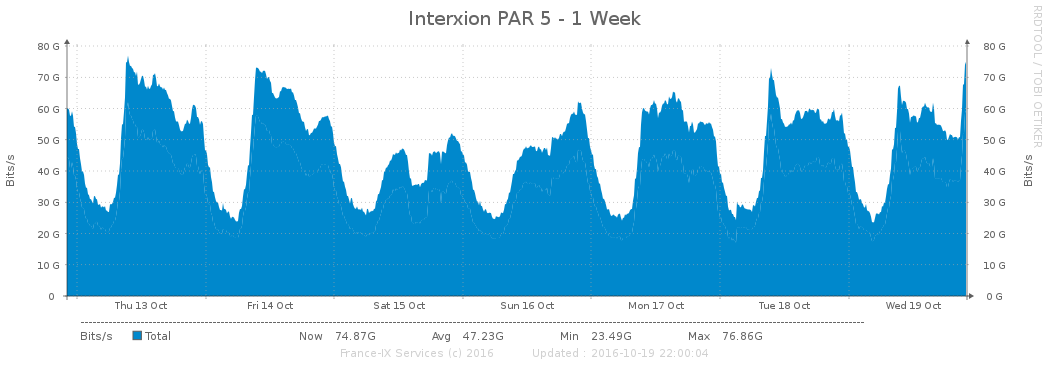 Interxion PAR 5 - 1 Week
RRDTOOL / TOBI OETIKER
Bits/s
80 G
70 G
60 G
50 G
40 G
30 G
20 G
10 G
0
80 G
70 G
60 G
50 G
40 G
30 G
20 G
10 G
0 G
Bits/s
Thu 13 Oct Fri 14 Oct Sat 15 Oct Sun 16 Oct Mon 17 Oct Tue 18 Oct Wed 19 Oct
Bits/s Total Now 74.87G Avg 47.23G Min 23.49G Max 76.86G
France-IX Services (c) 2016 Updated : 2016-10-19 22:00:04